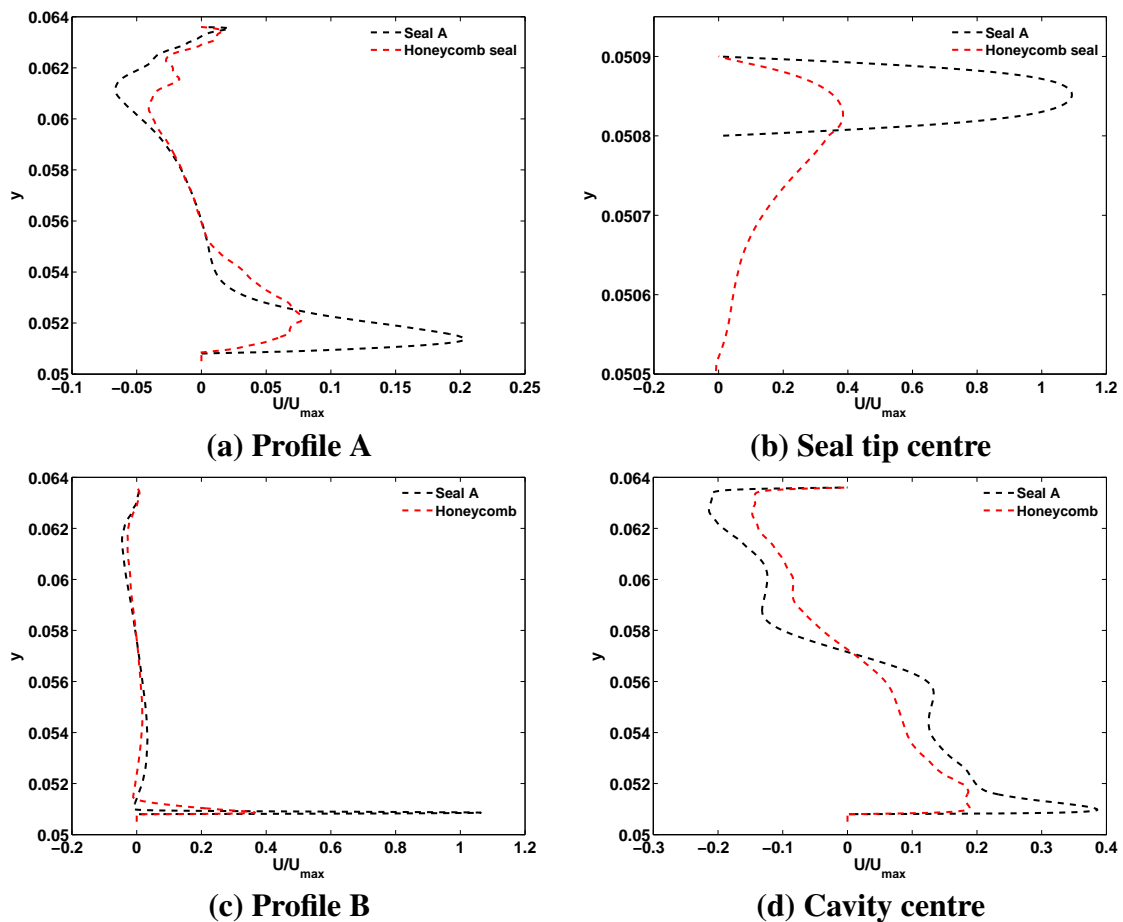 0.064
0.062
0.06
0.058
0.056
0.054
0.052
0.05
y
Seal A
Honeycomb seal
−0.1 −0.05 0 0.05 0.1 0.15 0.2 0.25
U/Umax
(a) Profile A
0.0509
0.0508
0.0507
0.0506
0.0505
y
Seal A
Honeycomb seal
−0.2 0 0.2 0.4 0.6 0.8 1 1.2
U/Umax
(b) Seal tip centre
0.064
0.062
0.06
0.058
0.056
0.054
0.052
0.05
y
Seal A
Honeycomb
−0.2 0 0.2 0.4 0.6 0.8 1 1.2
U/Umax
(c) Profile B
0.064
0.062
0.06
0.058
0.056
0.054
0.052
0.05
y
Seal A
Honeycomb
−0.3 −0.2 −0.1 0 0.1 0.2 0.3 0.4
U/Umax
(d) Cavity centre